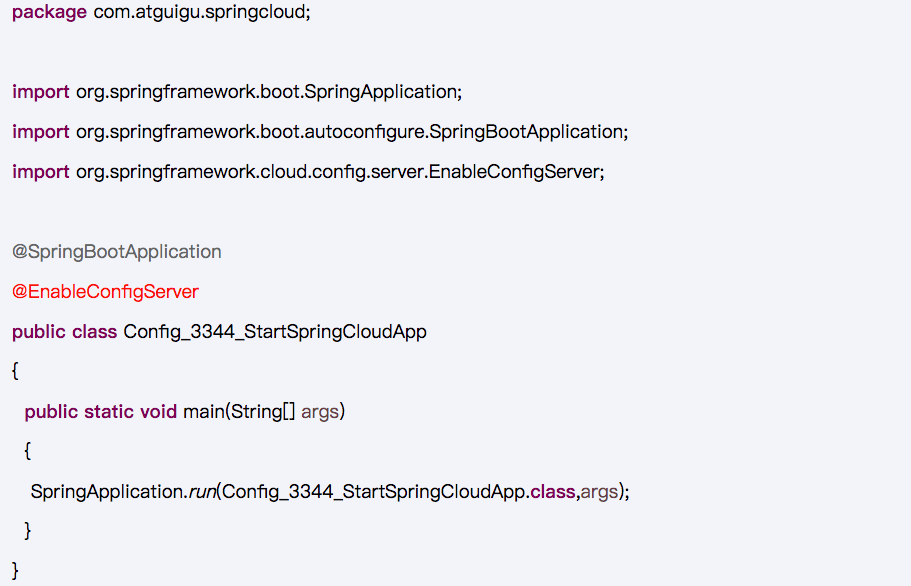 package com.atguigu.springcloud;
import org.springframework.boot.SpringApplication;
import org.springframework.boot.autoconfigure.SpringBootApplication;
import org.springframework.cloud.config.server.EnableConfigServer;
@SpringBootApplication
@EnableConfigServer
public class Config_3344_StartSpringCloudApp
{
public static void main(String[] args)
{
SpringApplication.run(Config_3344_StartSpringCloudApp.class,args);
}
}